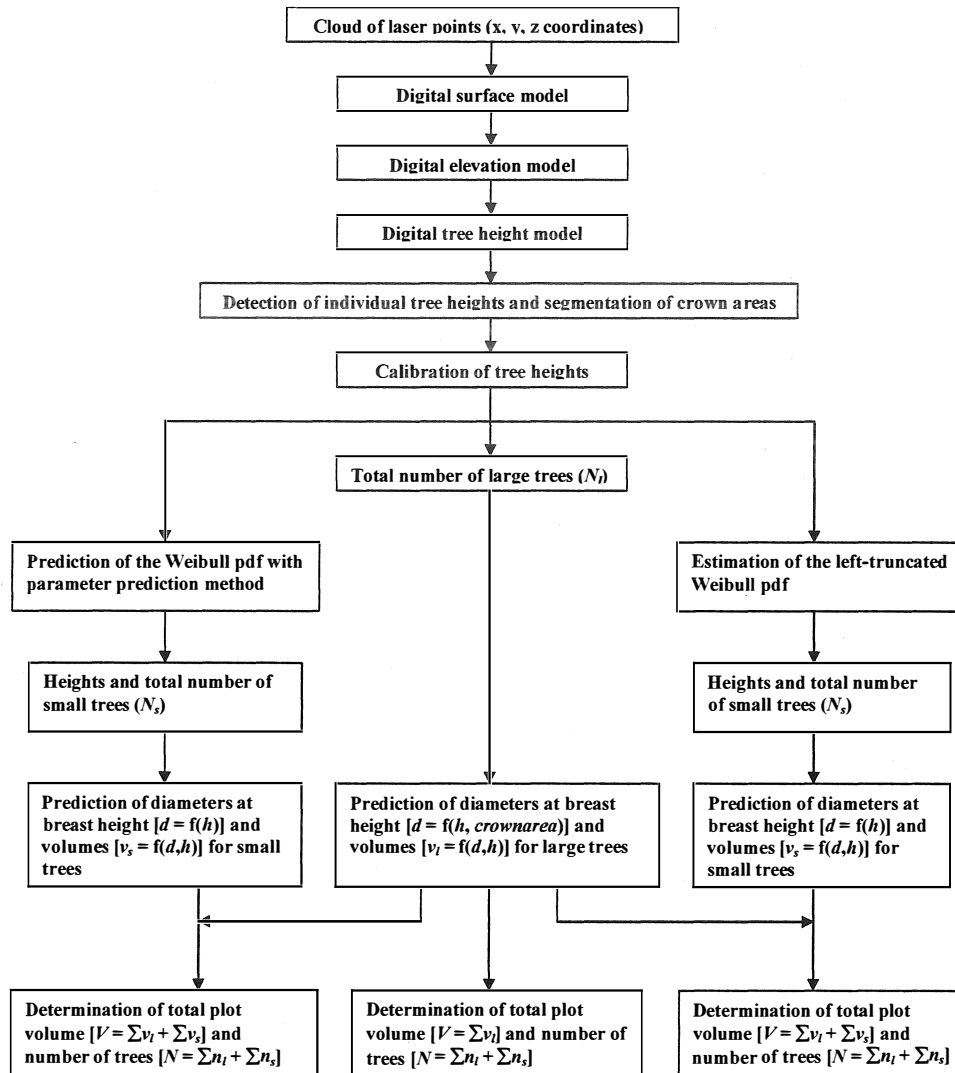 Cloud of laser points (x, y, z coordinates)
Digital surface model
Digital elevation model
Digital tree height model
Detection of individual tree heights and segmentation of crown areas
Calibration of tree heights
Total number of large trees (Nl)
Prediction of the Weibull pdf with
parameter prediction method
Estimation of the left-truncated
Weibull pdf
Heights and total number of
small trees (Ns)
Heights and total number
of small trees (Ns)
Prediction of diameters at
breast height [d = f(h)] and
volumes [vs = f(d,h)] for small
trees
Prediction of diameters at breast
height [d = f(h, crownarea)] and
volumes [vl = f(d,h)] for large trees
Prediction of diameters at
breast height [d = f(h)] and
volumes [vs = f(d,h)] for
small trees
Determination of total plot
volume [V = ∑vl + ∑vs] and
number of trees [N = ∑nl + ∑ns]
Determination of total plot
volume [V = ∑vl] and number of
trees [N = ∑nl + ∑ns]
Determination of total plot
volume [V = ∑vl + ∑vs] and
number of trees [N = ∑nl + ∑ns]